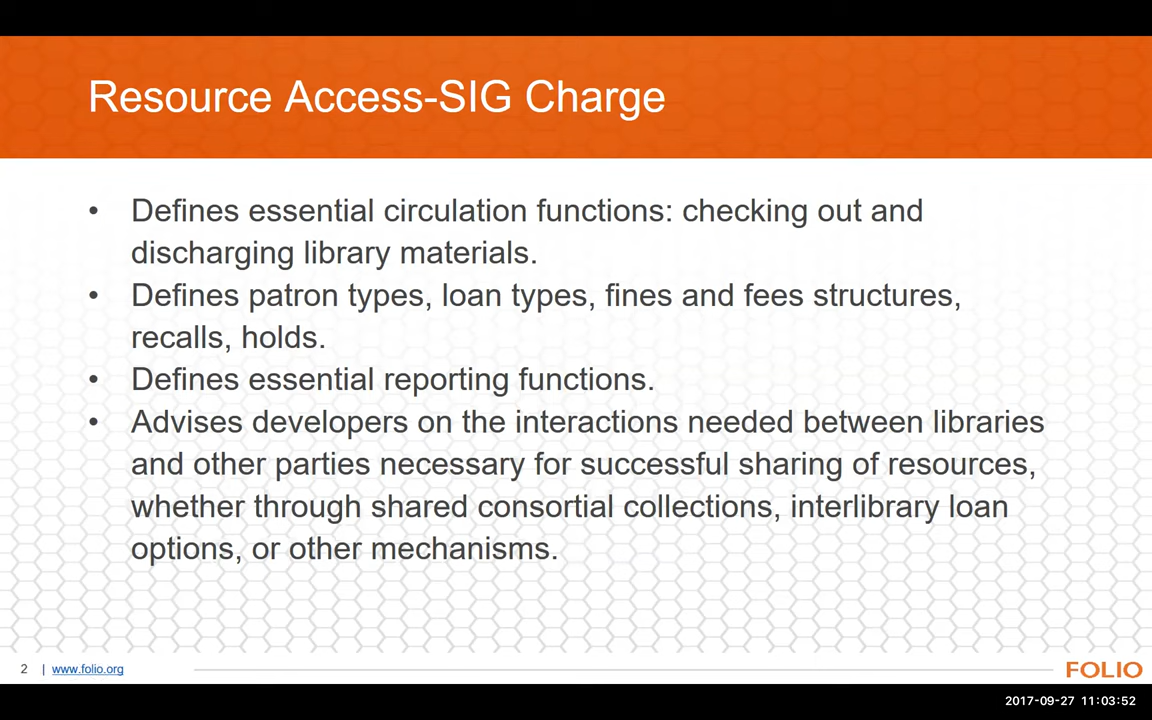 Resource Access-SIG Charge
• Defines essential circulation functions: checking out and
discharging library materials.
• Defines patron types, loan types, fines and fees structures,
recalls, holds.
• Defines essential reporting functions.
• Advises developers on the interactions needed between libraries
and other parties necessary for successful sharing of resources,
whether through shared consortial collections, interlibrary loan
options, or other mechanisms.
2 | www.folio.org
FOLIO
2017-09-27 11:03:52